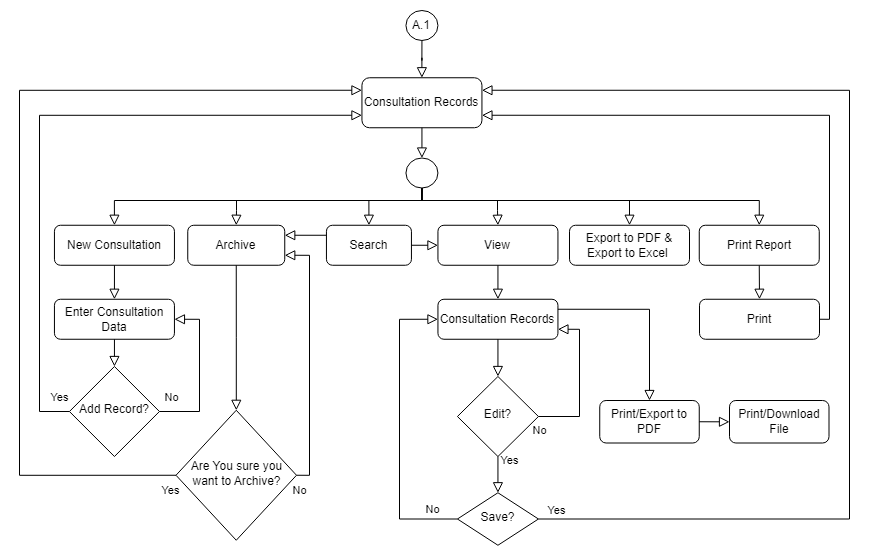 A.1
Consultation Records
New Consultation
Archive
Search
View
Export to PDF &
Export to Excel
Print Report
Enter Consultation
Data
Consultation Records
Print
Yes
Add Record?
No
Edit?
No
Print/Export to
PDF
Print/Download
File
Are You sure you
want to Archive?
Yes
No
Yes
No
Save?
Yes